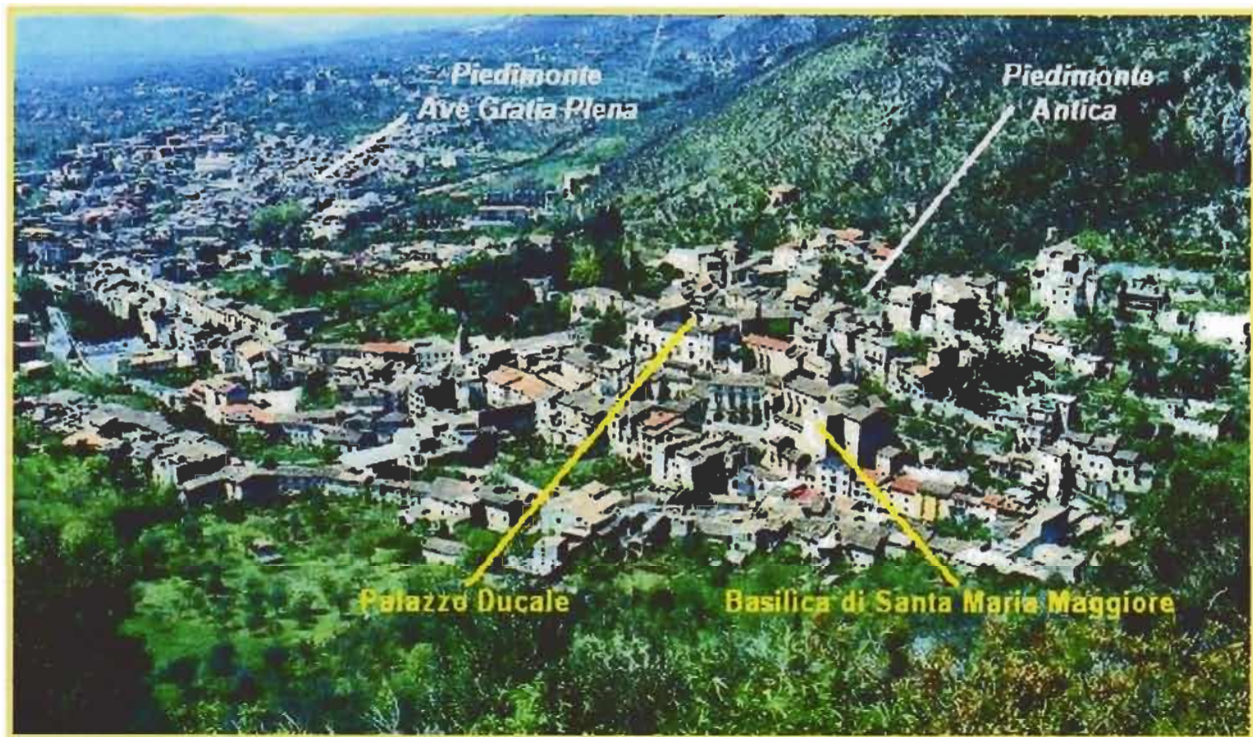 Piedimonte
Ave Gratia Plena
Piedimonte
Antica
Palazzo Ducale
Basilica di Santa Maria Maggiore